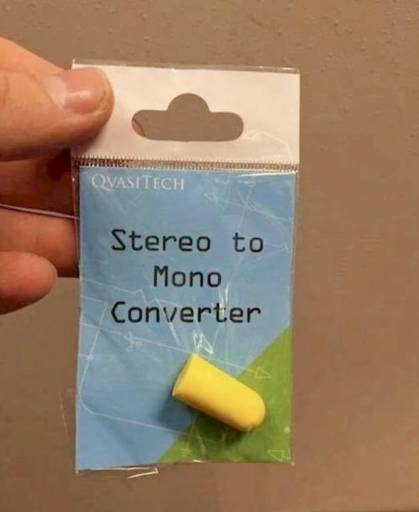 QVASITECH
Stereo to
Mono
Converter